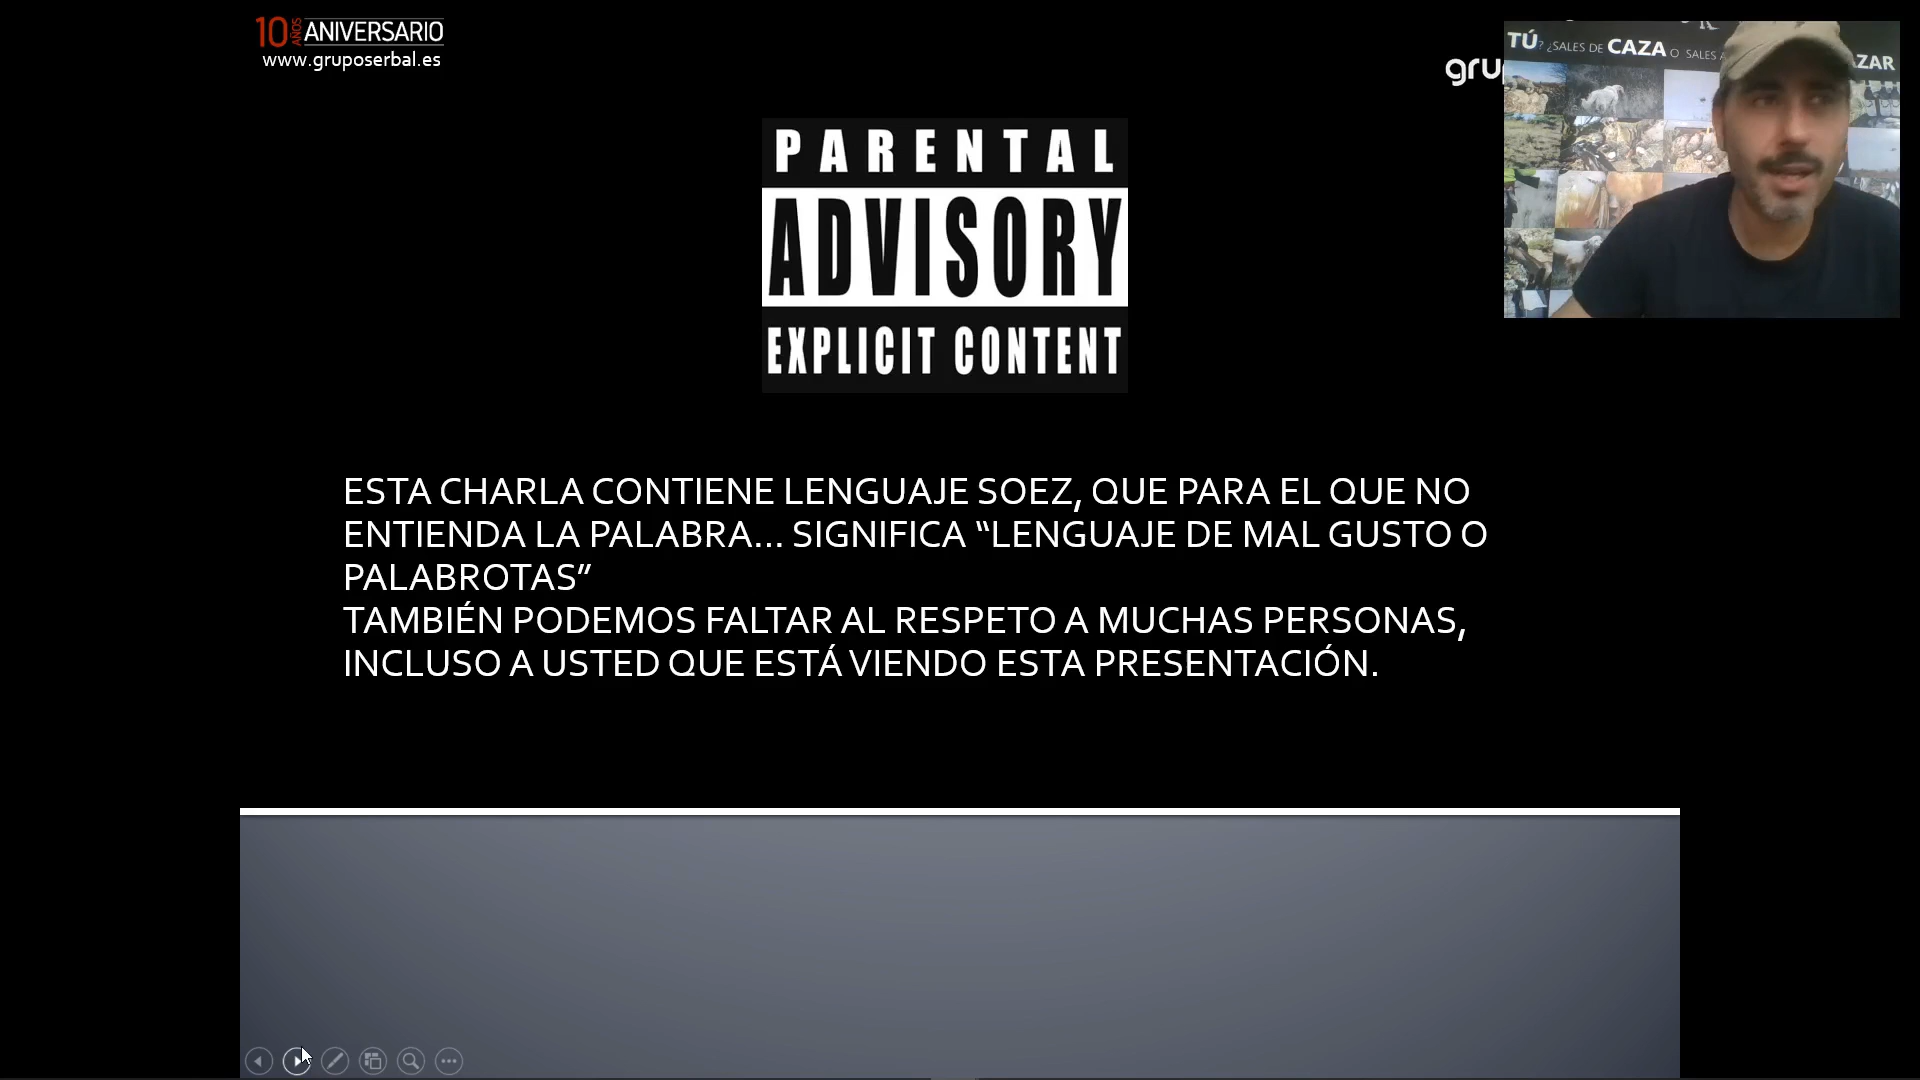 10 AÑOS ANIVERSARIO
www.gruposerbal.es
TÚ? ¿SALES DE CAZA O SALES A
ZAR
PARENTAL
ADVISORY
EXPLICIT CONTENT
ESTA CHARLA CONTIENE LENGUAJE SOEZ, QUE PARA EL QUE NO
ENTIENDA LA PALABRA... SIGNIFICA “LENGUAJE DE MAL GUSTO O
PALABROTAS”
TAMBIÉN PODEMOS FALTAR AL RESPETO A MUCHAS PERSONAS,
INCLUSO A USTED QUE ESTÁ VIENDO ESTA PRESENTACIÓN.